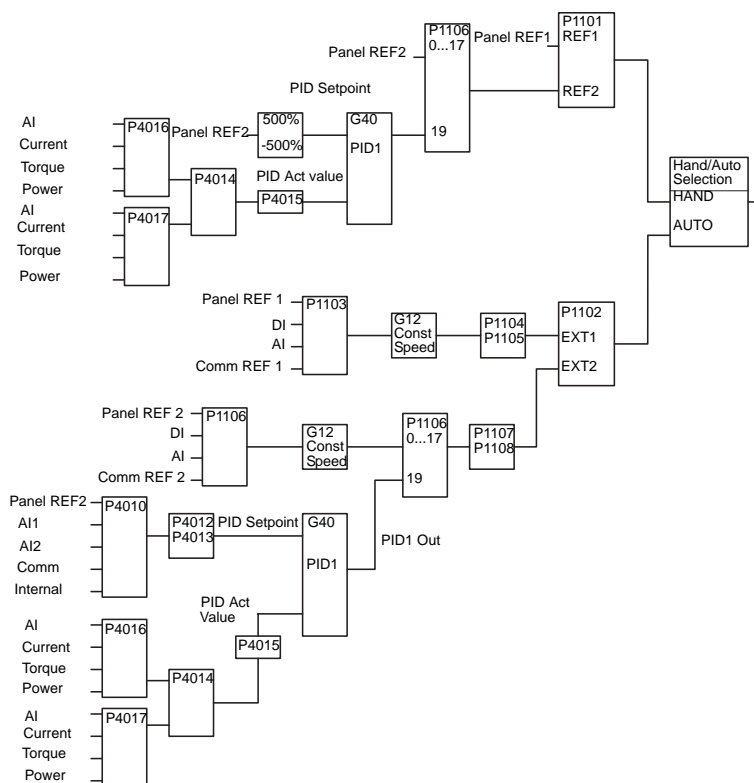 P1106
0...17
19
P1101
REF1
REF2
Panel REF1
Panel REF2
PID Setpoint
500%
-500%
Panel REF2
G40
PID1
AI
Current
Torque
Power
P4016
P4014
PID Act value
P4015
AI
Current
Torque
Power
P4017
Hand/Auto
Selection
HAND
AUTO
Panel REF 1
DI
AI
Comm REF 1
P1103
G12
Const
Speed
P1104
P1105
P1102
EXT1
EXT2
Panel REF 2
DI
AI
Comm REF 2
P1106
G12
Const
Speed
P1106
0...17
19
P1107
P1108
Panel REF2
AI1
AI2
Comm
Internal
P4010
P4012
P4013
PID Setpoint
G40
PID1
PID1 Out
PID Act
Value
P4015
AI
Current
Torque
Power
P4016
P4014
AI
Current
Torque
Power
P4017